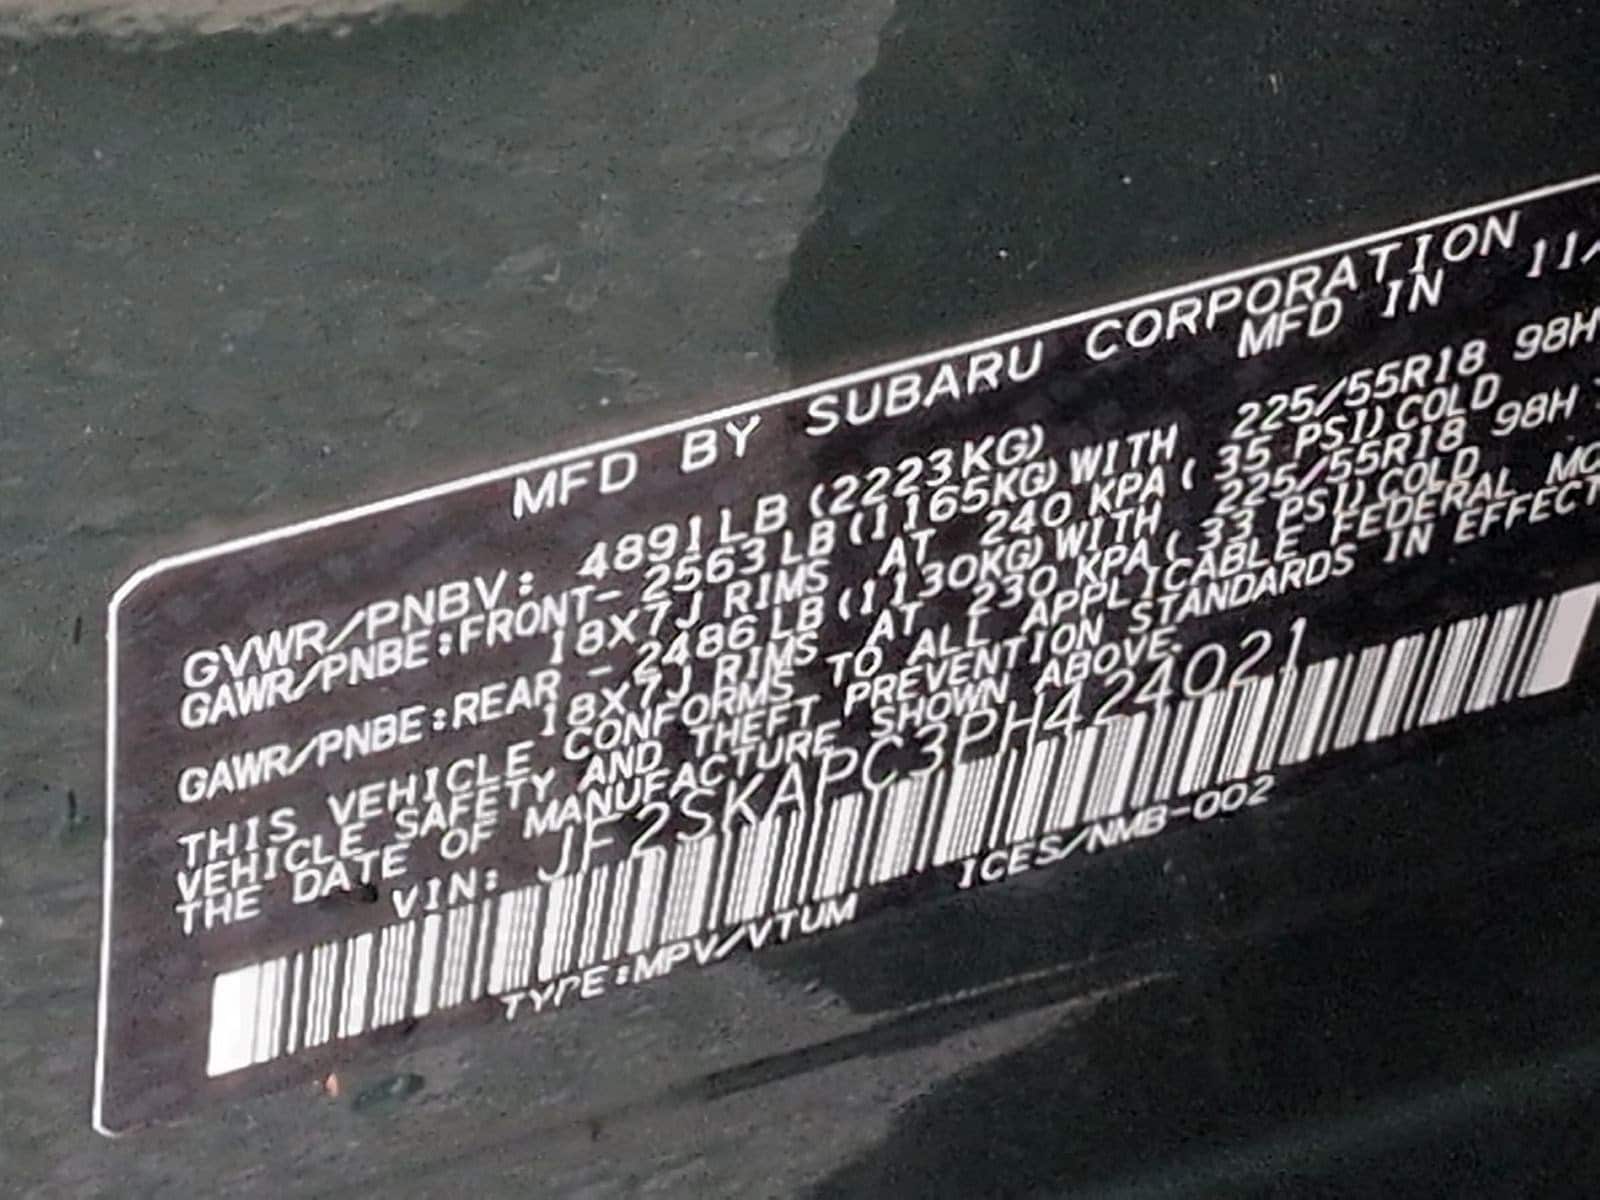 MFD BY SUBARU CORPORATION
MFD IN 11/
GVWR/PNBV: 4891LB (2223KG)
GAWR/PNBE:FRONT- 2563LB (1165KG) WITH 225/55R18 98H
18X7J RIMS AT 240 KPA ( 35 PSI) COLD
GAWR/PNBE:REAR - 2486LB (1130KG) WITH 225/55R18 98H
18X7J RIMS AT 230 KPA ( 33 PSI) COLD
THIS VEHICLE CONFORMS TO ALL APPLICABLE FEDERAL
VEHICLE SAFETY AND THEFT PREVENTION STANDARDS IN EFFECT
THE DATE OF MANUFACTURE SHOWN ABOVE.
VIN: JF2SKAPC3PH424021
TYPE:MPV/VTUM ICES/NMB-002